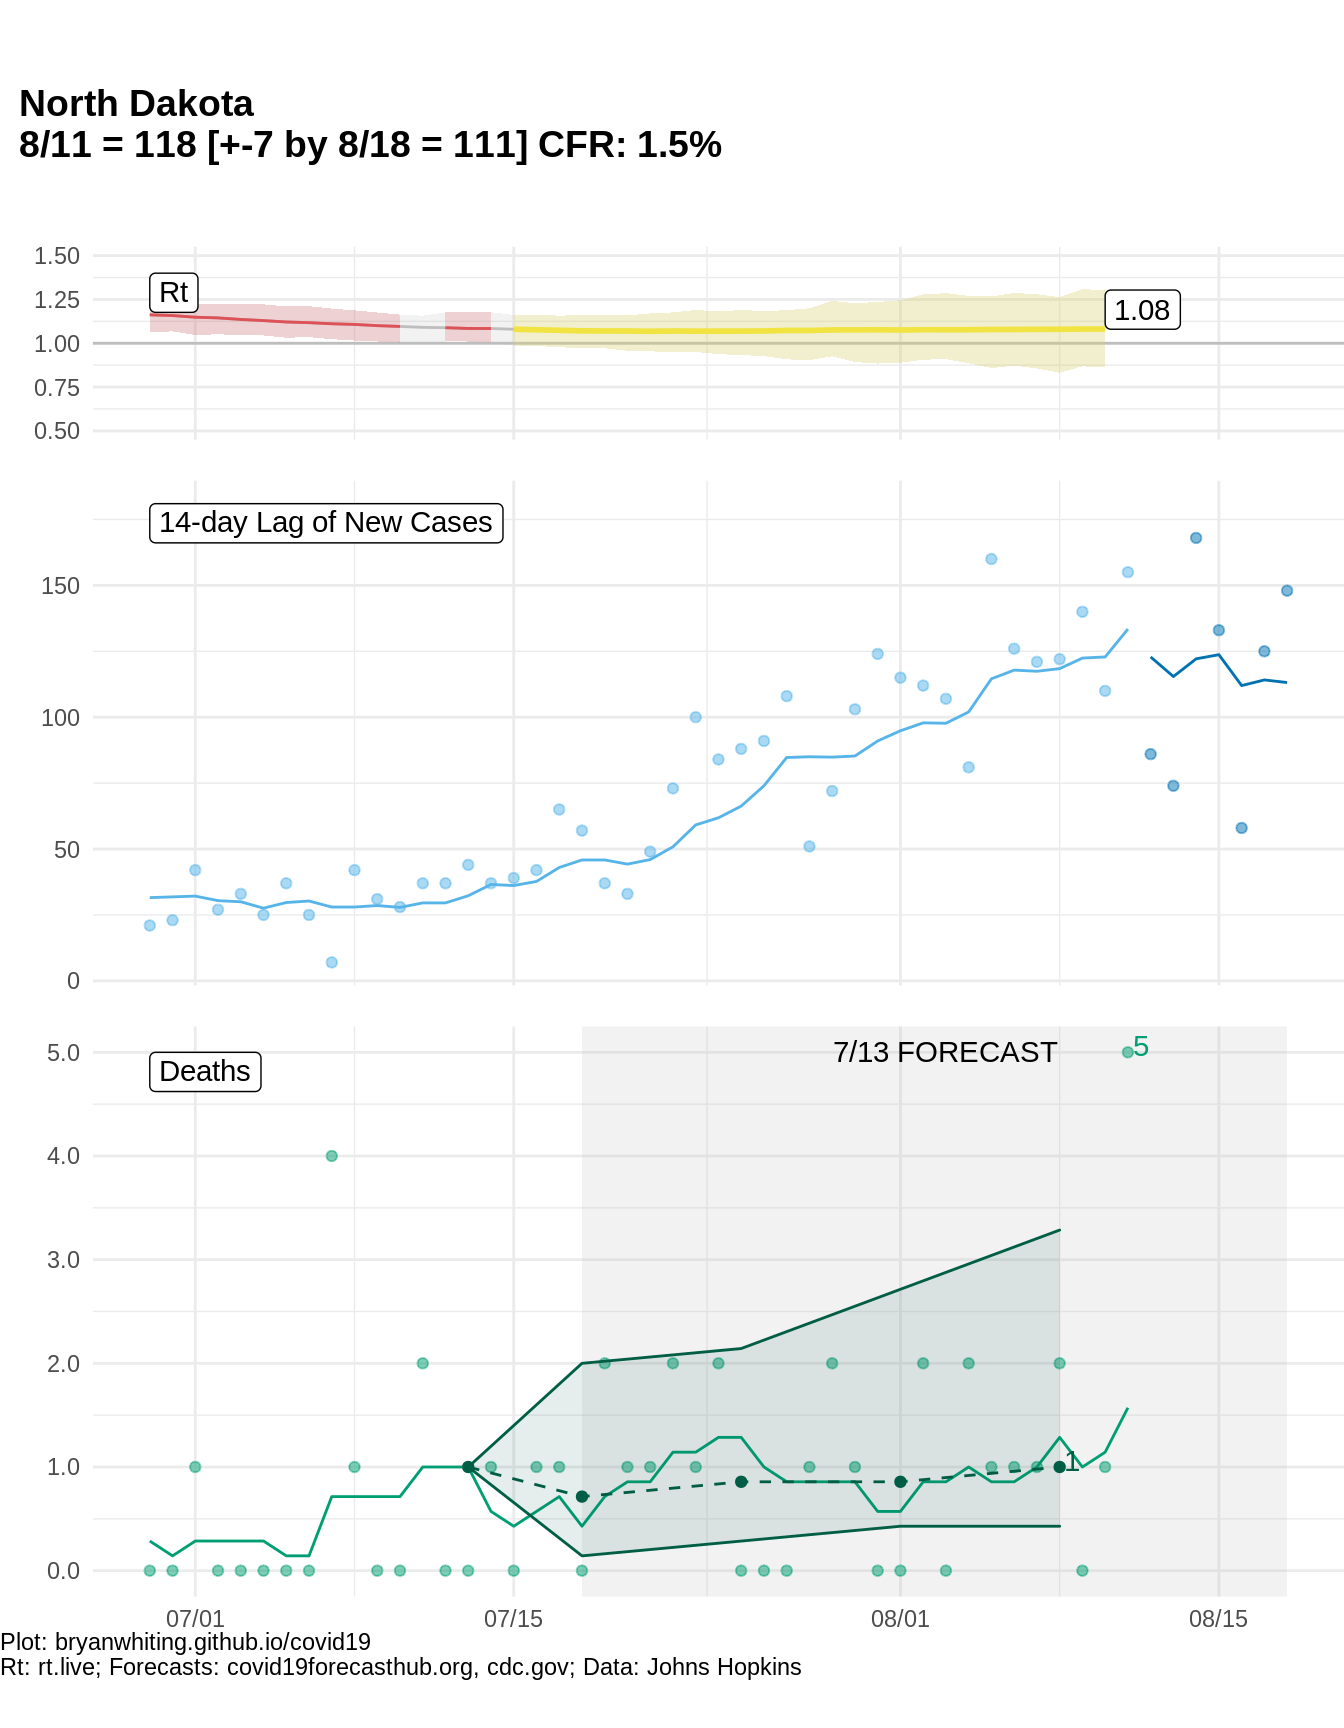 North Dakota
8/11 = 118 [+-7 by 8/18 = 111] CFR: 1.5%
1.50
Rt
1.25
1.08
1.00
0.75
0.50
14-day Lag of New Cases
150
100
50
0
7/13 FORECAST
5
5.0
Deaths
4.0
3.0
2.0
1.0
1
0.0
07/01 07/15 08/01 08/15
Plot: bryanwhiting.github.io/covid19
Rt: rt.live; Forecasts: covid19forecasthub.org, cdc.gov; Data: Johns Hopkins